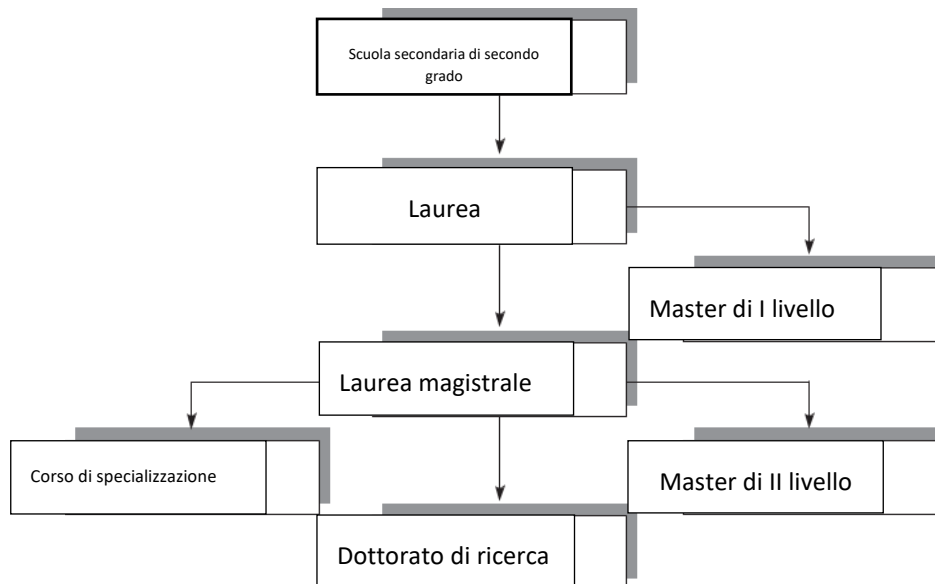 Scuola secondaria di secondo
grado
Laurea
Master di I livello
Laurea magistrale
Corso di specializzazione
Master di II livello
Dottorato di ricerca